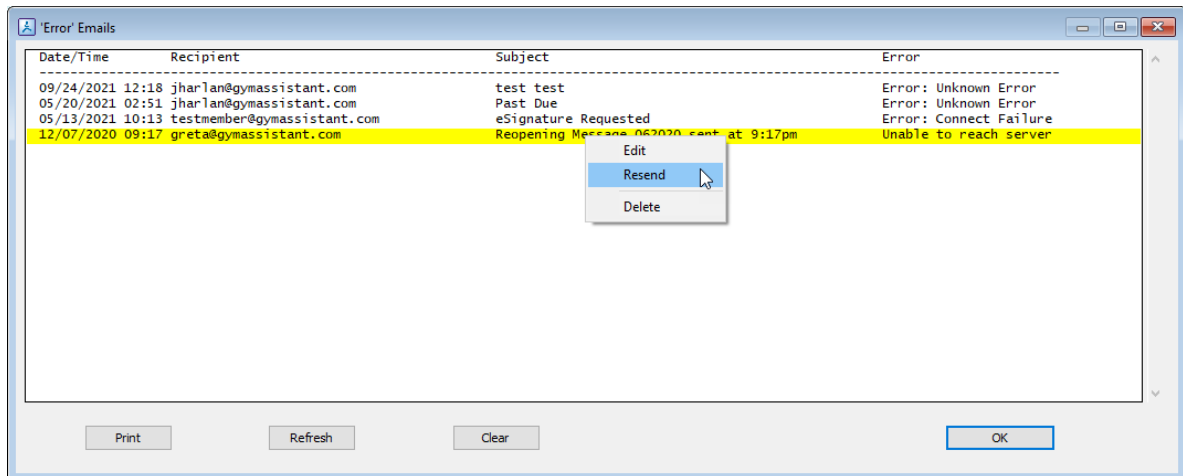 'Error' Emails
Date/Time Recipient Subject Error
09/24/2021 12:18 jharlan@gymassistant.com test test Error: Unknown Error
05/20/2021 02:51 jharlan@gymassistant.com Past Due Error: Unknown Error
05/13/2021 10:13 testmember@gymassistant.com eSignature Requested Error: Connect Failure
12/07/2020 09:17 greta@gymassistant.com Reopening Message 062020 sent at 9:17pm Unable to reach server
Edit
Resend
Delete
Print Refresh Clear OK